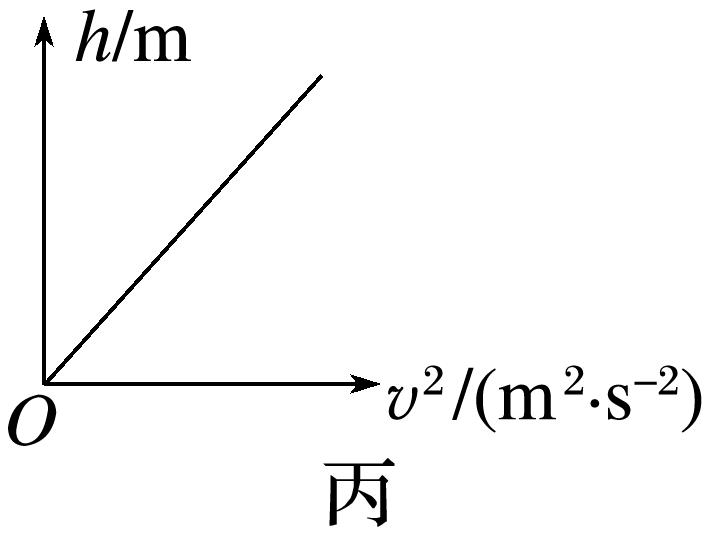 h/m
v²/(m²·s⁻²)
O
丙